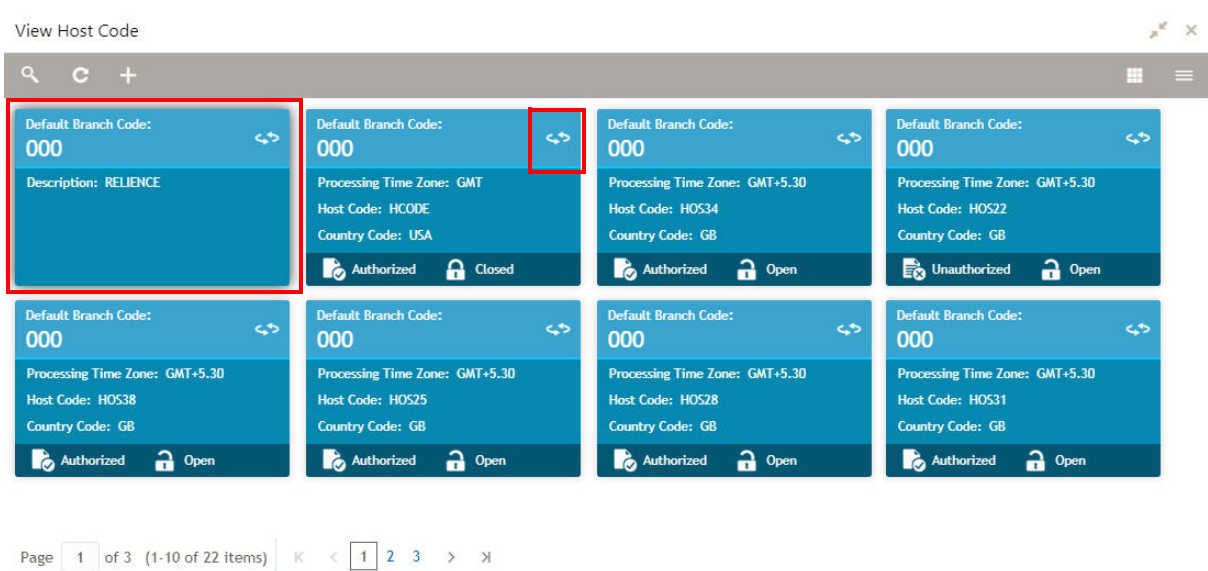 View Host Code
Default Branch Code:
000
Description: RELIENCE
Default Branch Code:
000
Processing Time Zone: GMT
Host Code: HCODE
Country Code: USA
Authorized Closed
Default Branch Code:
000
Processing Time Zone: GMT+5.30
Host Code: HOS34
Country Code: GB
Authorized Open
Default Branch Code:
000
Processing Time Zone: GMT+5.30
Host Code: HOS22
Country Code: GB
Unauthorized Open
Default Branch Code:
000
Processing Time Zone: GMT+5.30
Host Code: HOS38
Country Code: GB
Authorized Open
Default Branch Code:
000
Processing Time Zone: GMT+5.30
Host Code: HOS25
Country Code: GB
Authorized Open
Default Branch Code:
000
Processing Time Zone: GMT+5.30
Host Code: HOS28
Country Code: GB
Authorized Open
Default Branch Code:
000
Processing Time Zone: GMT+5.30
Host Code: HOS31
Country Code: GB
Authorized Open
Page 1 of 3 (1-10 of 22 items) 1 2 3